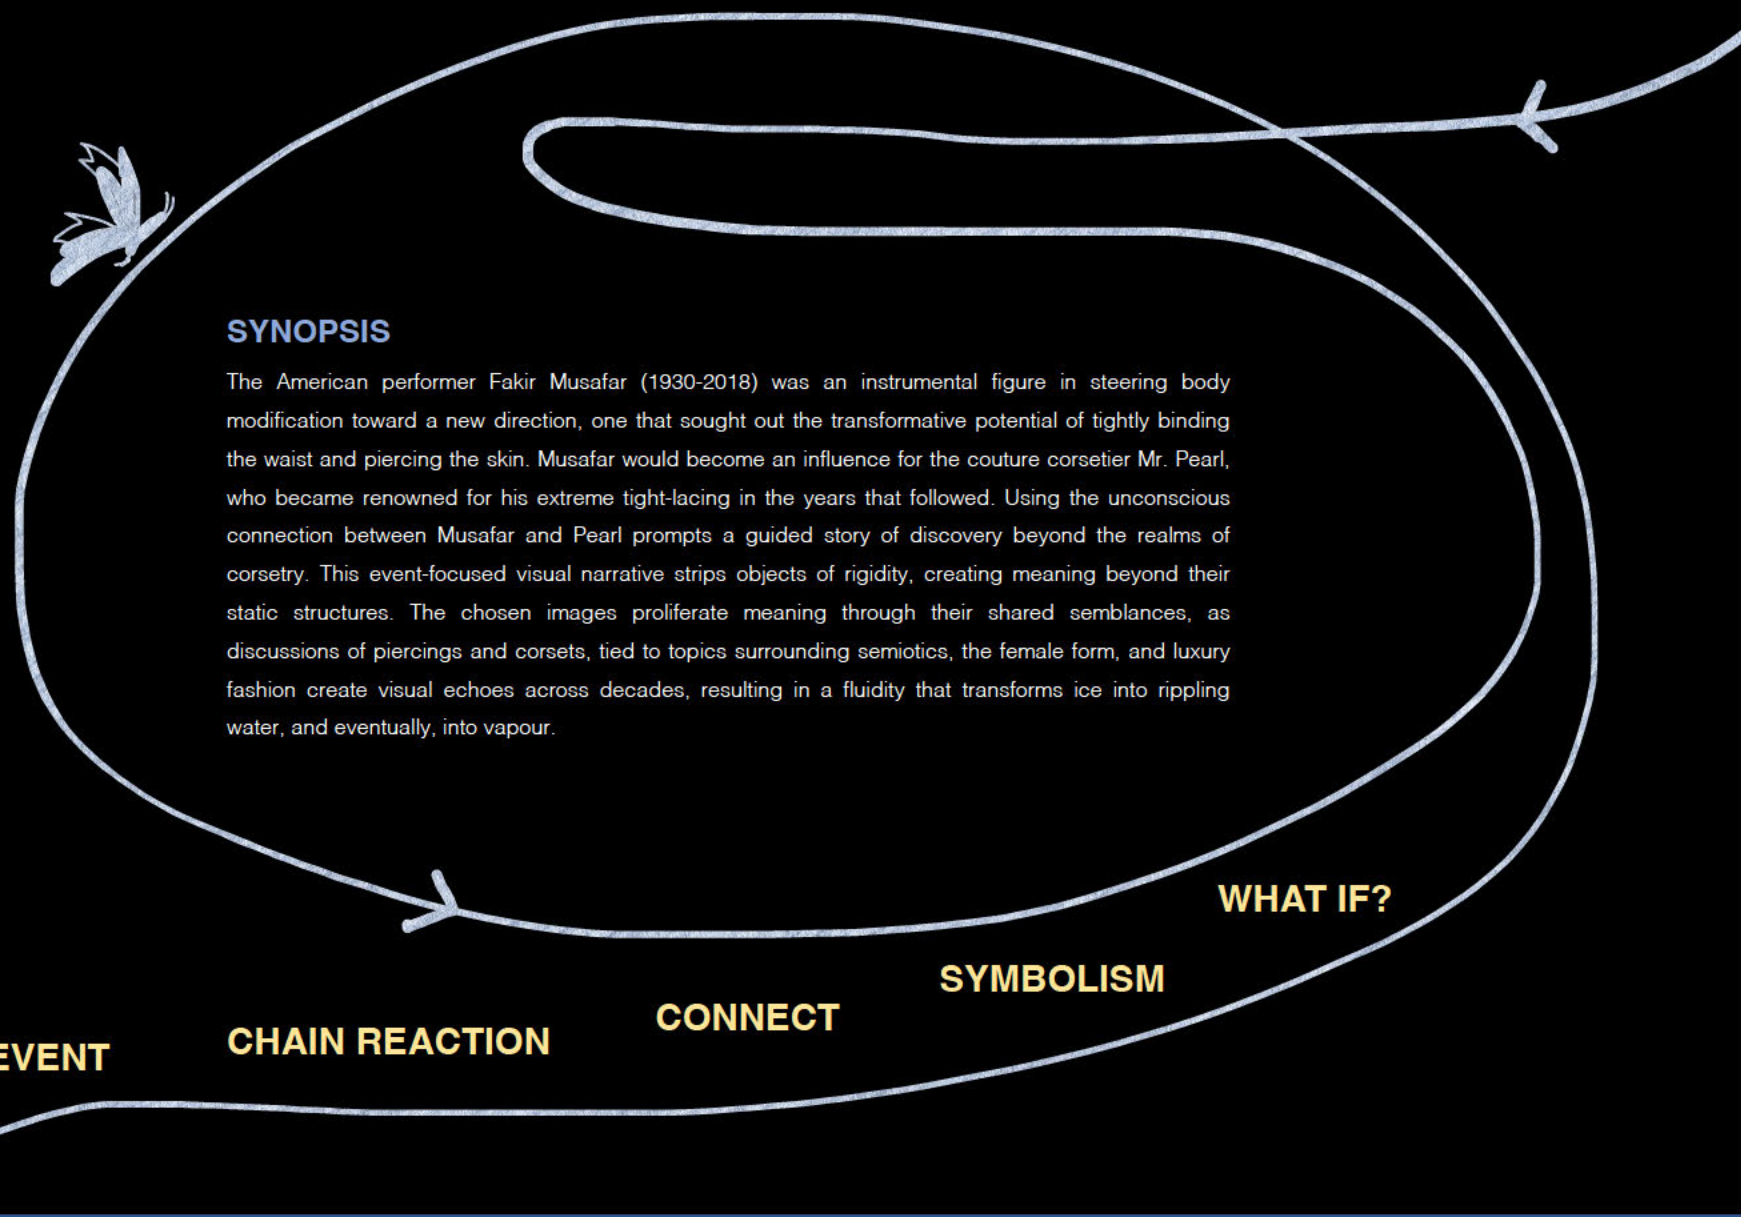 SYNOPSIS
The American performer Fakir Musafar (1930-2018) was an instrumental figure in steering body
modification toward a new direction, one that sought out the transformative potential of tightly binding
the waist and piercing the skin. Musafar would become an influence for the couture corsetier Mr. Pearl,
who became renowned for his extreme tight-lacing in the years that followed. Using the unconscious
connection between Musafar and Pearl prompts a guided story of discovery beyond the realms of
corsetry. This event-focused visual narrative strips objects of rigidity, creating meaning beyond their
static structures. The chosen images proliferate meaning through their shared semblances, as
discussions of piercings and corsets, tied to topics surrounding semiotics, the female form, and luxury
fashion create visual echoes across decades, resulting in a fluidity that transforms ice into rippling
water, and eventually, into vapour.
WHAT IF?
SYMBOLISM
CONNECT
CHAIN REACTION
EVENT